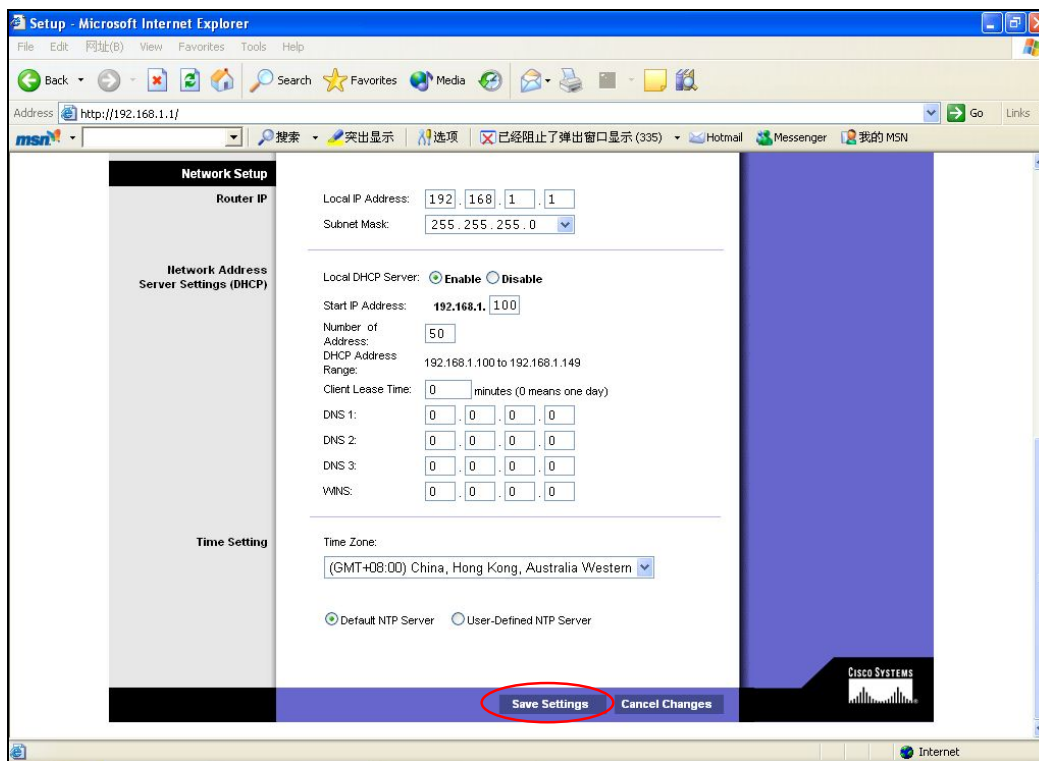 Setup - Microsoft Internet Explorer
File Edit 网址(B) View Favorites Tools Help
Back Search Favorites Media
Address http://192.168.1.1/ Go Links
msn 搜索 突出显示 选项 已经阻止了弹出窗口显示 (335) Hotmail Messenger 我的 MSN
Network Setup
Router IP Local IP Address: 192 . 168 . 1 . 1
Subnet Mask: 255.255.255.0
Network Address
Server Settings (DHCP)
Local DHCP Server: Enable Disable
Start IP Address: 192.168.1. 100
Number of
Address: 50
DHCP Address
Range: 192.168.1.100 to 192.168.1.149
Client Lease Time: 0 minutes (0 means one day)
DNS 1: 0 . 0 . 0 . 0
DNS 2: 0 . 0 . 0 . 0
DNS 3: 0 . 0 . 0 . 0
WINS: 0 . 0 . 0 . 0
Time Setting Time Zone:
(GMT+08:00) China, Hong Kong, Australia Western
Default NTP Server User-Defined NTP Server
CISCO SYSTEMS
Save Settings Cancel Changes
Internet